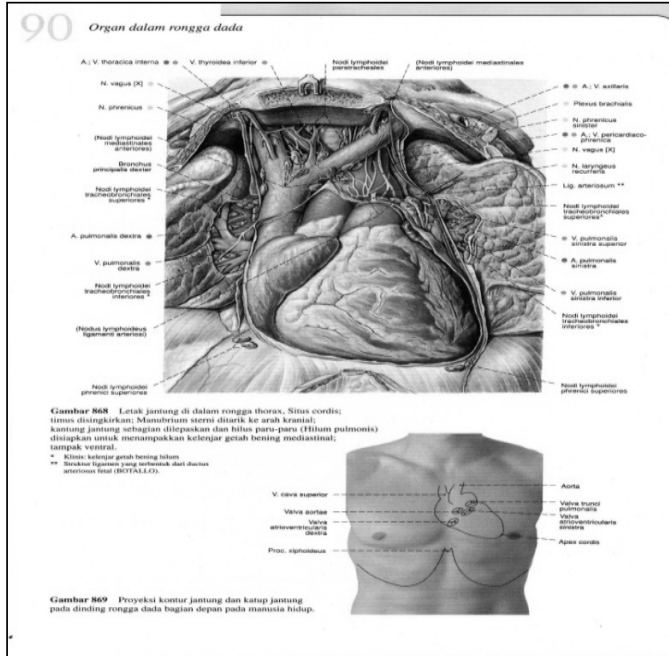 90 Organ dalam rongga dada
A.; V. thoracica interna
V. thyroidea inferior
Nodi lymphoidei
paratracheales
(Nodi lymphoidei mediastinales
anteriores)
N. vagus [X]
N. phrenicus
(Nodi lymphoidei
mediastinales
anteriores)
Bronchus
principalis dexter
Nodi lymphoidei
tracheobronchiales
superiores *
A. pulmonalis dextra
V. pulmonalis
dextra
Nodi lymphoidei
tracheobronchiales
inferiores *
(Nodus lymphoideus
ligamenti arteriosi)
Nodi lymphoidei
phrenici superiores
A.; V. axillaris
Plexus brachialis
N. phrenicus
sinister
A.; V. pericardiaco-
phrenica
N. vagus [X]
N. laryngeus
recurrens
Lig. arteriosum **
Nodi lymphoidei
tracheobronchiales
superiores*
V. pulmonalis
sinistra superior
A. pulmonalis
sinistra
V. pulmonalis
sinistra inferior
Nodi lymphoidei
tracheobronchiales
inferiores *
Nodi lymphoidei
phrenici superiores
Gambar 868 Letak jantung di dalam rongga thorax, Situs cordis;
timus disingkirkan; Manubrium sterni ditarik ke arah kranial;
kantung jantung sebagian dilepaskan dan hilus paru-paru (Hilum pulmonis)
disiapkan untuk menampakkan kelenjar getah bening mediastinal;
tampak ventral.
* Klinis: kelenjar getah bening hilum
** Struktur ligamen yang terbentuk dari ductus
arteriosus fetal (BOTALLO).
V. cava superior
Valva aortae
Valva
atrioventricularis
dextra
Proc. xiphoideus
Aorta
Valva trunci
pulmonalis
Valva
atrioventricularis
sinistra
Apex cordis
Gambar 869 Proyeksi kontur jantung dan katup jantung
pada dinding rongga dada bagian depan pada manusia hidup.